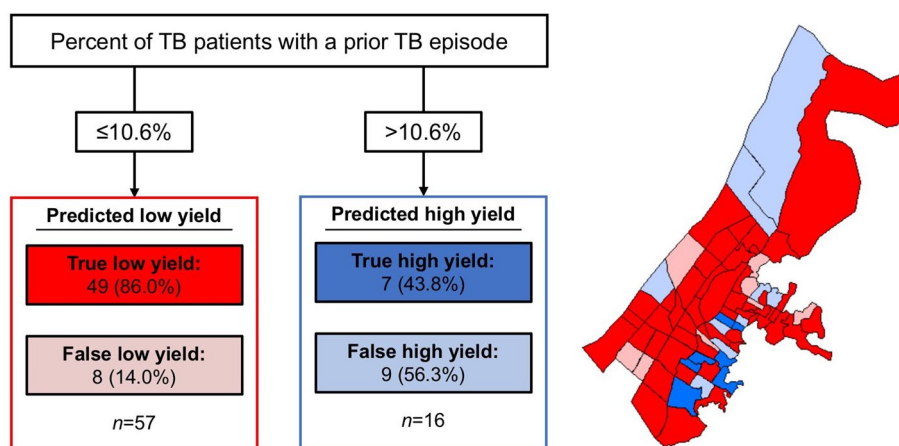 Percent of TB patients with a prior TB episode
≤10.6%
>10.6%
Predicted low yield
True low yield:
49 (86.0%)
False low yield:
8 (14.0%)
n=57
Predicted high yield
True high yield:
7 (43.8%)
False high yield:
9 (56.3%)
n=16